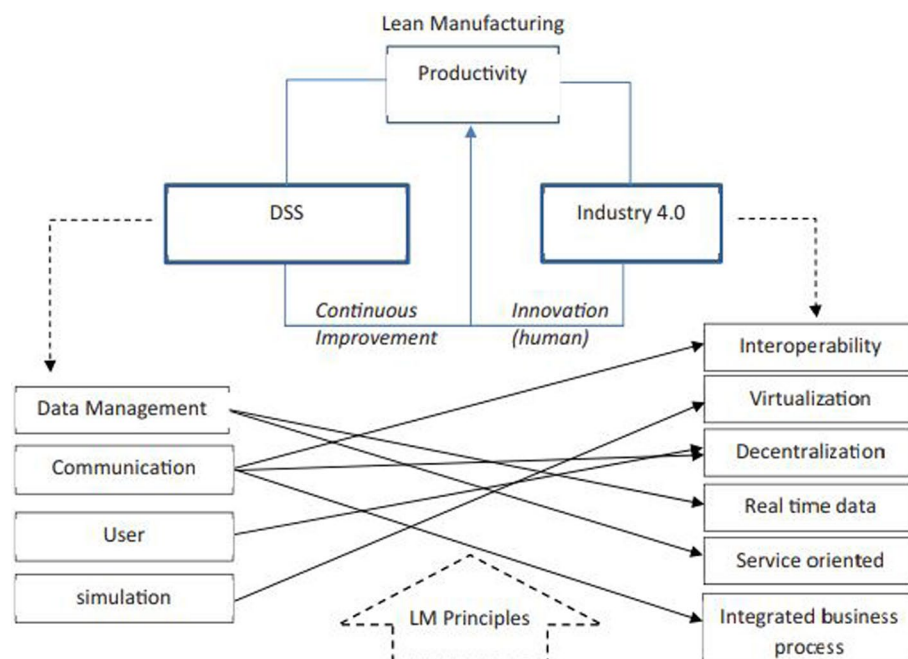 Lean Manufacturing
Productivity
DSS
Industry 4.0
Continuous
Improvement
Innovation
(human)
Interoperability
Data Management
Virtualization
Communication
Decentralization
User
Real time data
simulation
Service oriented
LM Principles
Integrated business
process